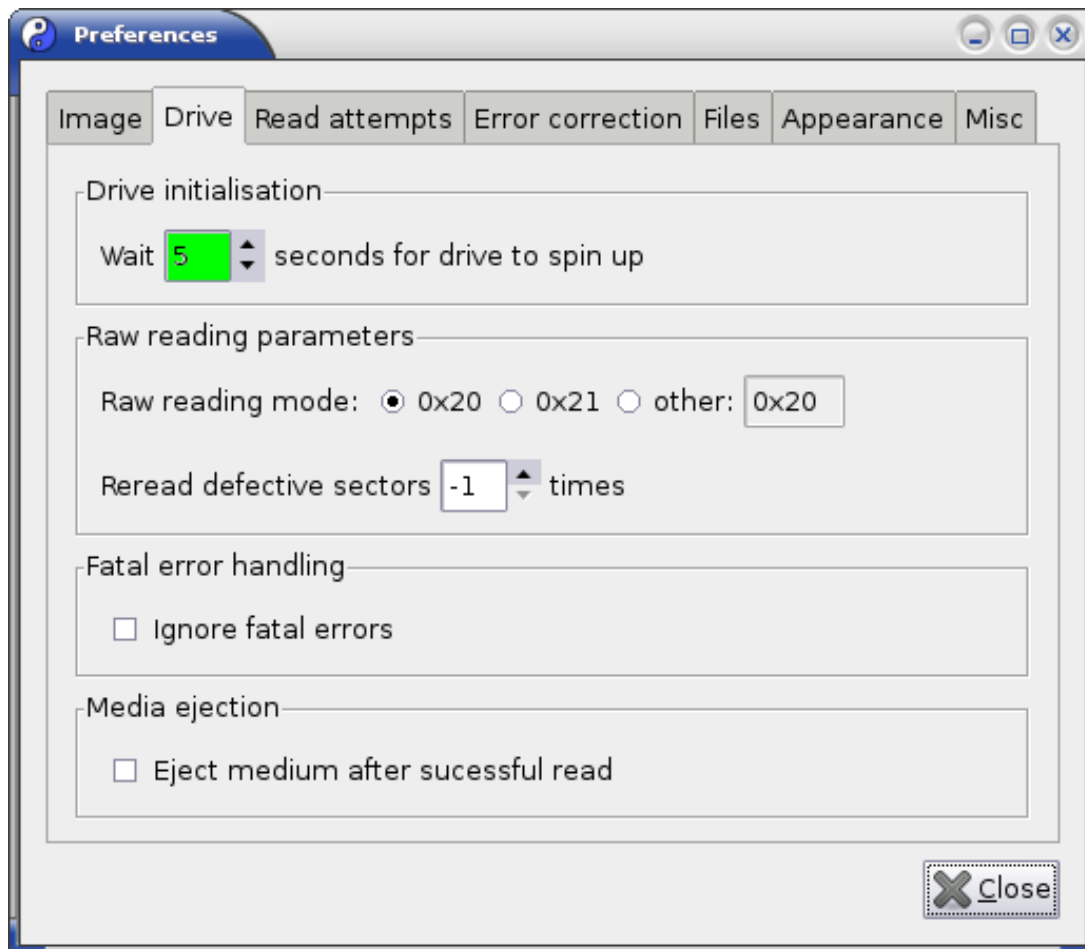 Preferences
Image Drive Read attempts Error correction Files Appearance Misc
Drive initialisation
Wait 5 seconds for drive to spin up
Raw reading parameters
Raw reading mode: 0x20 0x21 other: 0x20
Reread defective sectors -1 times
Fatal error handling
Ignore fatal errors
Media ejection
Eject medium after sucessful read
Close